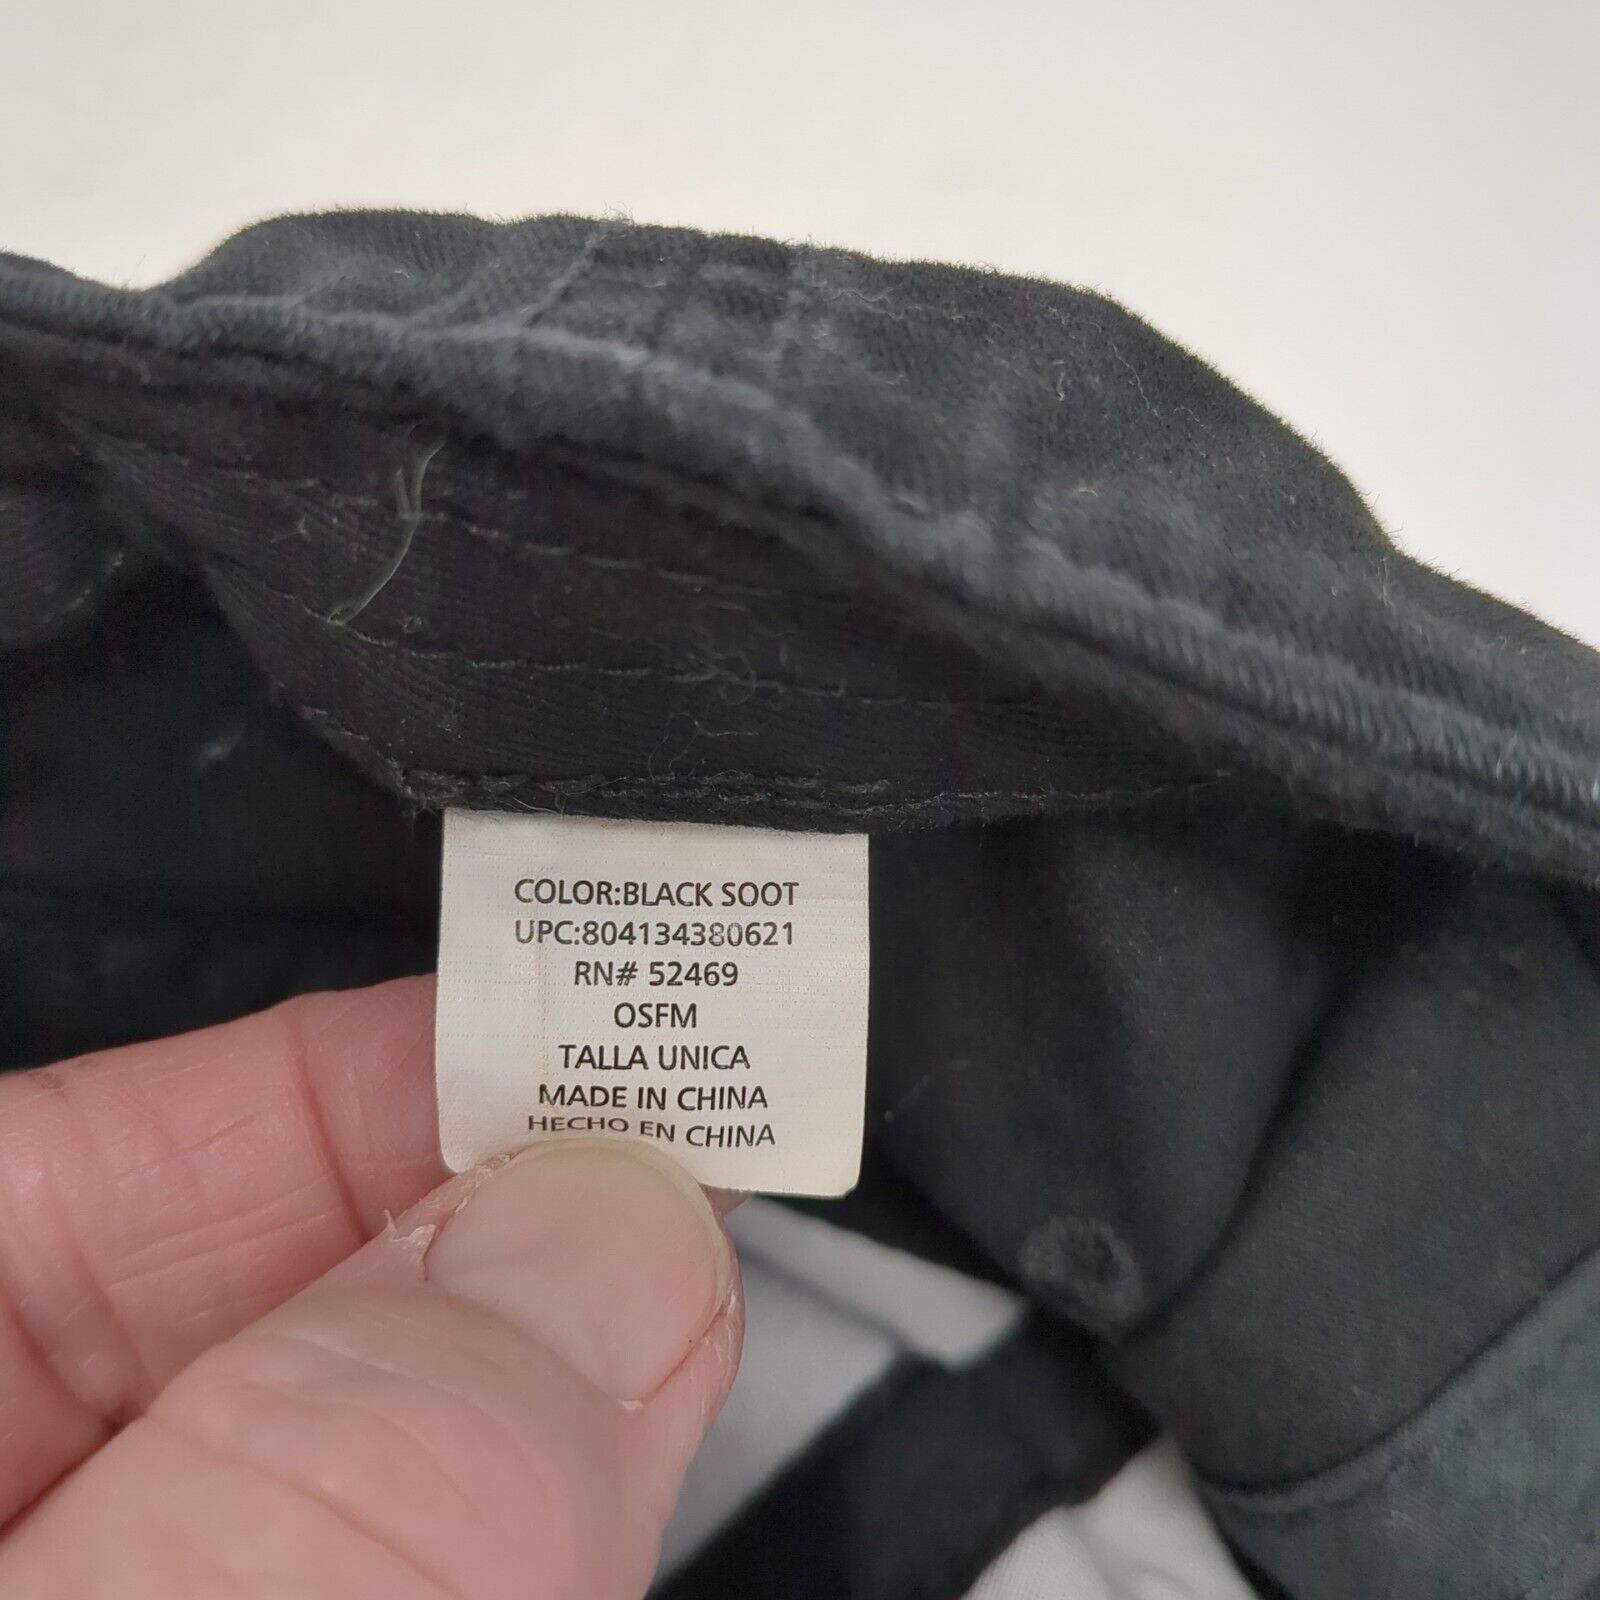 COLOR:BLACK SOOT
UPC:804134380621
RN# 52469
OSFM
TALLA UNICA
MADE IN CHINA
HECHO EN CHINA